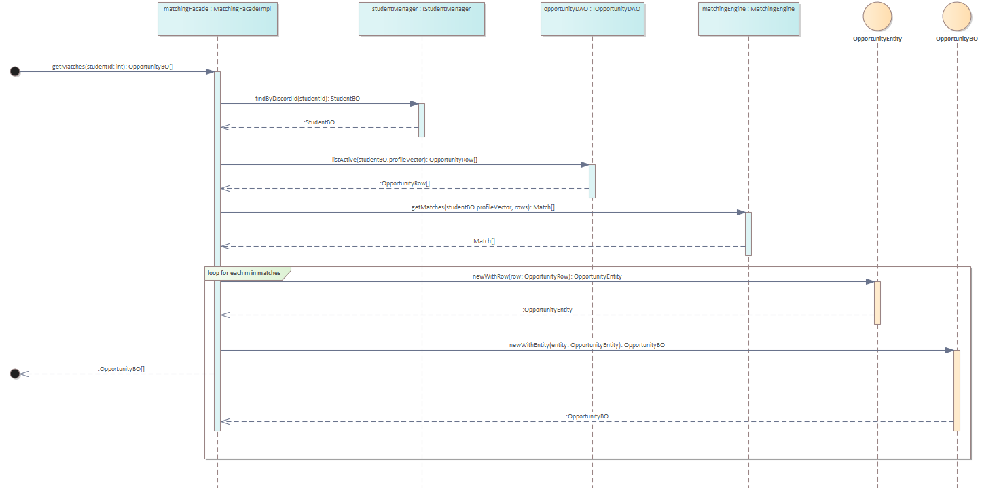 matchingFacade : MatchingFacadeImpl
studentManager : IStudentManager
opportunityDAO : IOpportunityDAO
matchingEngine : MatchingEngine
OpportunityEntity
OpportunityBO
getMatches(studentId: int): OpportunityBO[]
findByDiscordId(studentId): StudentBO
:StudentBO
listActive(studentBO.profileVector): OpportunityRow[]
:OpportunityRow[]
getMatches(studentBO.profileVector, rows): Match[]
:Match[]
loop for each m in matches
newWithRow(row: OpportunityRow): OpportunityEntity
:OpportunityEntity
newWithEntity(entity: OpportunityEntity): OpportunityBO
:OpportunityBO[]
:OpportunityBO